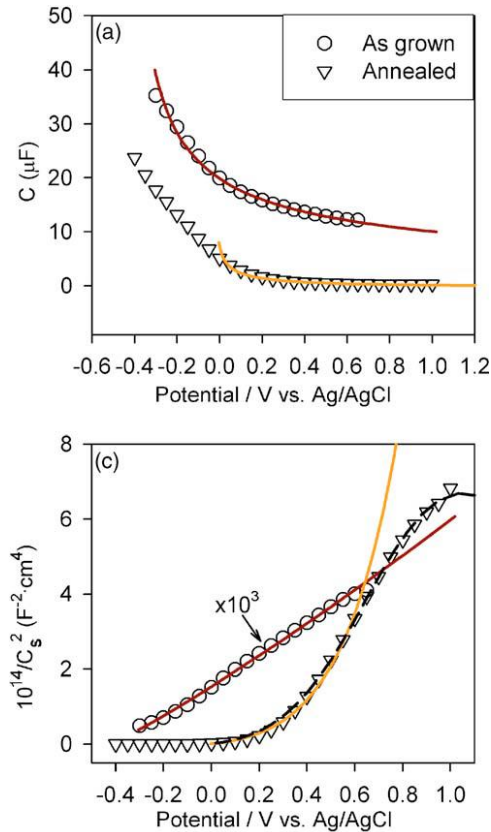 (a)
As grown
Annealed
50
40
30
20
10
0
C (μF)
-0.6 -0.4 -0.2 0.0 0.2 0.4 0.6 0.8 1.0 1.2
Potential / V vs. Ag/AgCl
(c)
8
6
4
2
0
10¹⁴/Cₛ² (F⁻²·cm⁴)
x10³
-0.4 -0.2 0.0 0.2 0.4 0.6 0.8 1.0
Potential / V vs. Ag/AgCl